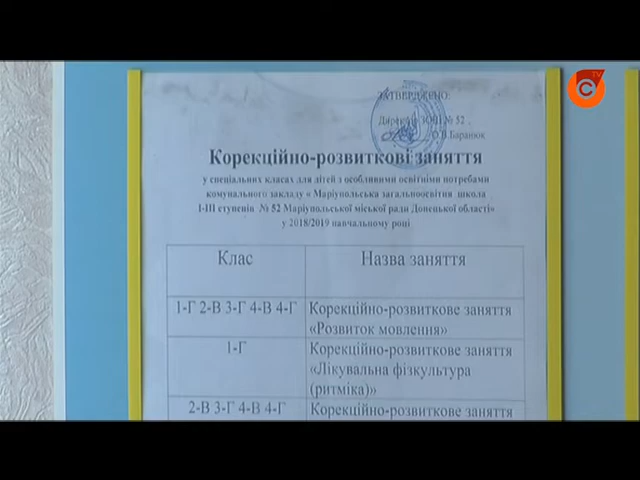 TV
C
ЗАТВЕРДЖЕНО:
Директор ЗОШ № 52
О.В.Баранюк
Корекційно-розвиткові заняття
у спеціальних класах для дітей з особливими освітніми потребами
комунального закладу « Маріупольська загальноосвітня школа
І-ІІІ ступенів № 52 Маріупольської міської ради Донецької області»
у 2018/2019 навчальному році
Клас Назва заняття
1-Г 2-В 3-Г 4-В 4-Г Корекційно-розвиткове заняття
«Розвиток мовлення»
1-Г Корекційно-розвиткове заняття
«Лікувальна фізкультура
(ритміка)»
2-В 3-Г 4-В 4-Г Корекційно-розвиткове заняття